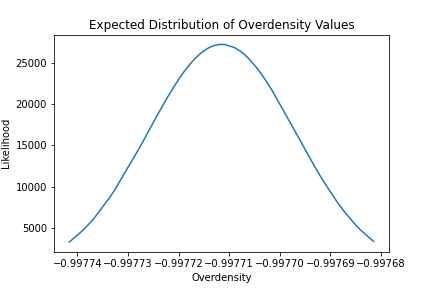 Expected Distribution of Overdensity Values
Likelihood
25000
20000
15000
10000
5000
−0.99774 −0.99773 −0.99772 −0.99771 −0.99770 −0.99769 −0.99768
Overdensity